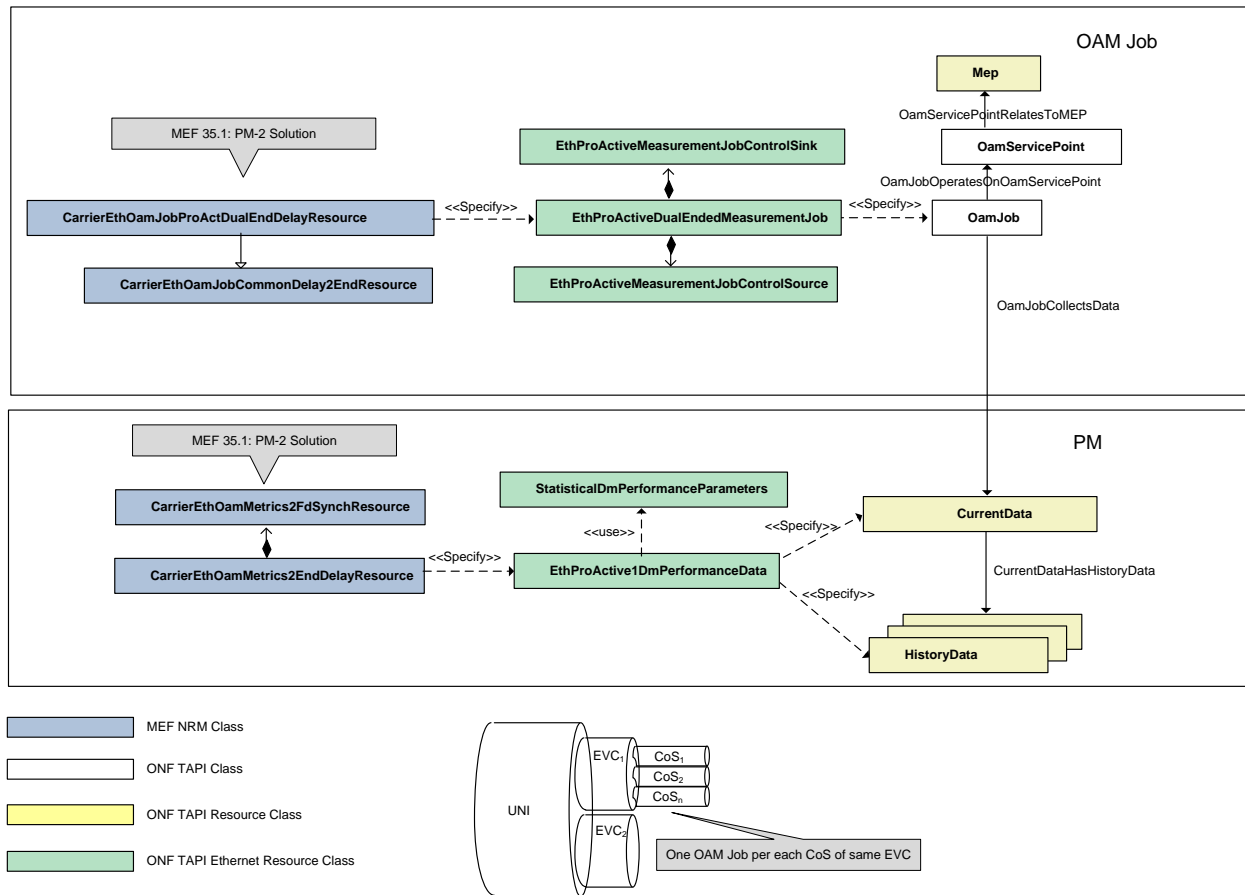 OAM Job
Mep
OamServicePointRelatesToMEP
MEF 35.1: PM-2 Solution
EthProActiveMeasurementJobControlSink
OamServicePoint
OamJobOperatesOnOamServicePoint
CarrierEthOamJobProActDualEndDelayResource
<<Specify>>
EthProActiveDualEndedMeasurementJob
<<Specify>>
OamJob
CarrierEthOamJobCommonDelay2EndResource
EthProActiveMeasurementJobControlSource
OamJobCollectsData
PM
MEF 35.1: PM-2 Solution
StatisticalDmPerformanceParameters
CarrierEthOamMetrics2FdSynchResource
<<use>>
<<Specify>>
CurrentData
CarrierEthOamMetrics2EndDelayResource
<<Specify>>
EthProActive1DmPerformanceData
<<Specify>>
CurrentDataHasHistoryData
HistoryData
MEF NRM Class
ONF TAPI Class
ONF TAPI Resource Class
ONF TAPI Ethernet Resource Class
UNI
EVC1
CoS1
CoS2
CoSn
EVC2
One OAM Job per each CoS of same EVC